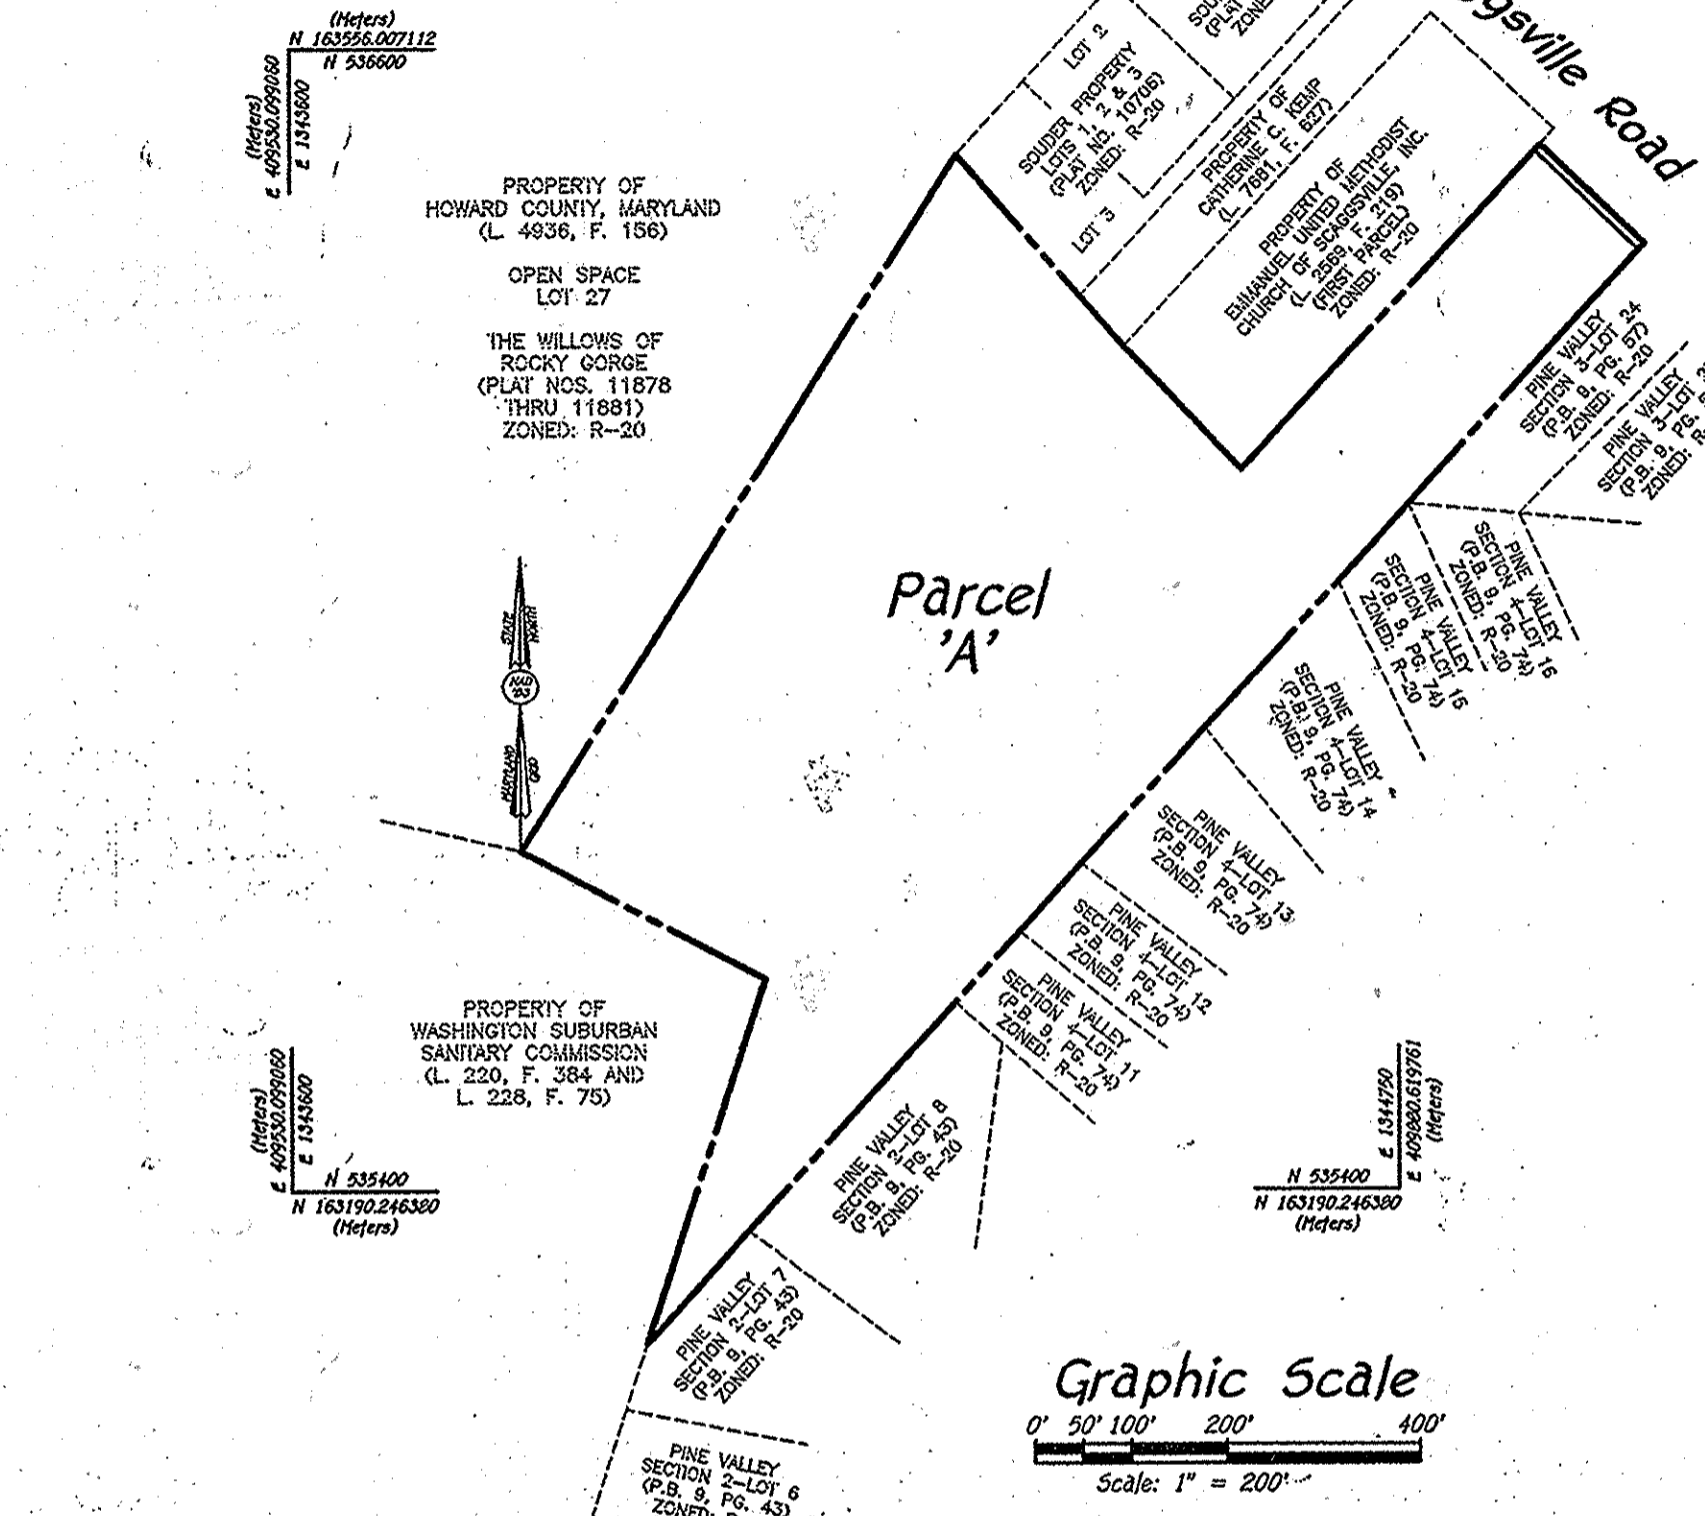 (Meters)
N 163556.007112
N 536600
(Meters)
E 409530.099060
E 1343600
PROPERTY OF
HOWARD COUNTY, MARYLAND
(L. 4936, F. 156)
OPEN SPACE
LOT 27
THE WILLOWS OF
ROCKY GORGE
(PLAT NOS. 11878
THRU 11881)
ZONED: R-20
LOT 2
SOUDER PROPERTY
LOTS 1, 2 & 3
(PLAT NO. 10706)
ZONED: R-20
LOT 3
PROPERTY OF
CATHERINE C. KEMP
(L. 7681, F. 627)
PROPERTY OF
EMMANUEL UNITED METHODIST
CHURCH OF SCAGGSVILLE, INC.
(L. 2569, F. 219)
(FIRST PARCEL)
ZONED: R-20
Road
PINE VALLEY
SECTION 3-LOT 24
(P.B. 9, PG. 57)
ZONED: R-20
PINE VALLEY
SECTION 3-LOT
(P.B. 9, PG.
ZONED:
PINE VALLEY
SECTION 4-LOT 16
(P.B. 9, PG. 74)
ZONED: R-20
PINE VALLEY
SECTION 4-LOT 15
(P.B. 9, PG. 74)
ZONED: R-20
PINE VALLEY
SECTION 4-LOT 14
(P.B. 9, PG. 74)
ZONED: R-20
PINE VALLEY
SECTION 4-LOT 13
(P.B. 9, PG. 74)
ZONED: R-20
PINE VALLEY
SECTION 4-LOT 12
(P.B. 9, PG. 74)
ZONED: R-20
PINE VALLEY
SECTION 4-LOT 11
(P.B. 9, PG. 74)
ZONED: R-20
PINE VALLEY
SECTION 2-LOT 8
(P.B. 9, PG. 43)
ZONED: R-20
PINE VALLEY
SECTION 2-LOT 7
(P.B. 9, PG. 43)
ZONED: R-20
PINE VALLEY
SECTION 2-LOT 6
(P.B. 9, PG. 43)
Parcel
'A'
STATE
NORTH
MARYLAND
GRID
PROPERTY OF
WASHINGTON SUBURBAN
SANITARY COMMISSION
(L. 220, F. 384 AND
L. 228, F. 75)
(Meters)
E 409530.099060
E 1343600
N 535400
N 163190.246380
(Meters)
E 1344750
E 409880.619761
(Meters)
N 535400
N 163190.246380
(Meters)
Graphic Scale
0' 50' 100' 200' 400'
Scale: 1" = 200'